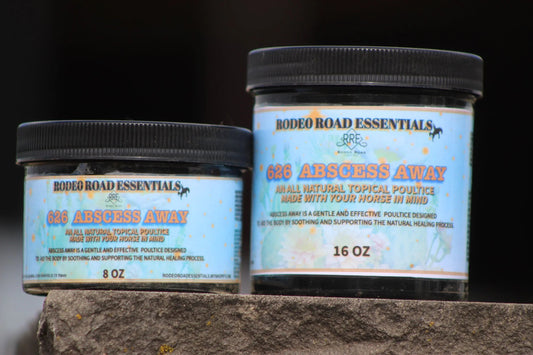 RODEO ROAD ESSENTIALS
626 ABSCESS AWAY
AN ALL NATURAL TOPICAL POULTICE
MADE WITH YOUR HORSE IN MIND
ABSCESS AWAY IS A GENTLE AND EFFECTIVE POULTICE DESIGNED
TO AID THE BODY BY SOOTHING AND SUPPORTING THE NATURAL HEALING PROCESS.
8 OZ
RODEO ROAD ESSENTIALS
RRE
RODEO ROAD
626 ABSCESS AWAY
AN ALL NATURAL TOPICAL POULTICE
MADE WITH YOUR HORSE IN MIND
ABSCESS AWAY IS A GENTLE AND EFFECTIVE POULTICE DESIGNED
TO AID THE BODY BY SOOTHING AND SUPPORTING THE NATURAL HEALING PROCESS.
16 OZ